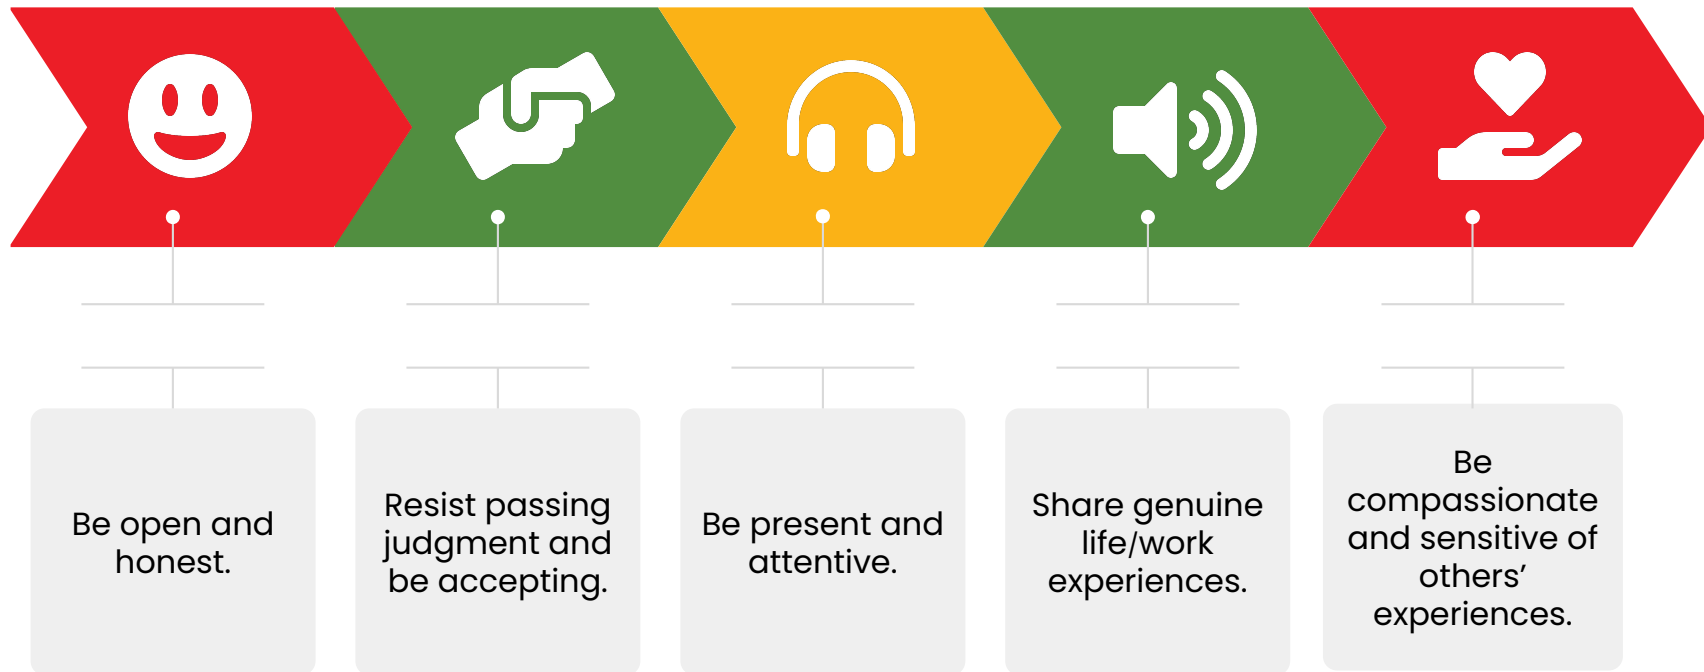 Be open and
honest.
Resist passing
judgment and
be accepting.
Be present and
attentive.
Share genuine
life/work
experiences.
Be
compassionate
and sensitive of
others’
experiences.